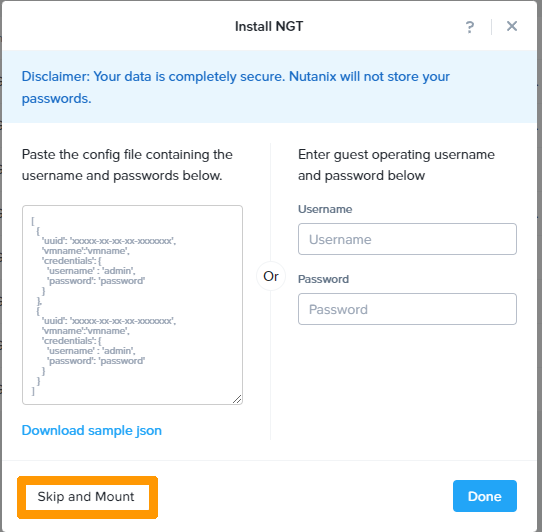 Install NGT
?
Disclaimer: Your data is completely secure. Nutanix will not store your
passwords.
Paste the config file containing the
username and passwords below.
[
{
'uuid': 'xxxxx-xx-xx-xx-xxxxxxx',
'vmname':'vmname',
'credentials': {
'username' : 'admin',
'password': 'password'
}
},
{
'uuid': 'xxxxx-xx-xx-xx-xxxxxxx',
'vmname':'vmname',
'credentials': {
'username' : 'admin',
'password': 'password'
}
}
]
Download sample json
Or
Enter guest operating username
and password below
Username
Username
Password
Password
Skip and Mount
Done